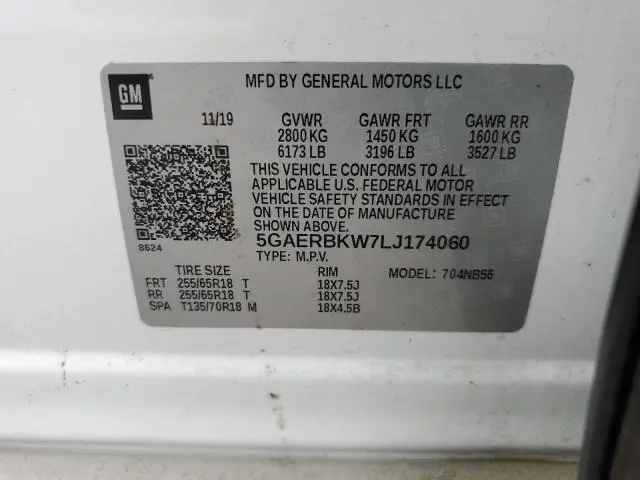 GM
MFD BY GENERAL MOTORS LLC
11/19 GVWR GAWR FRT GAWR RR
2800 KG 1450 KG 1600 KG
6173 LB 3196 LB 3527 LB
THIS VEHICLE CONFORMS TO ALL
APPLICABLE U.S. FEDERAL MOTOR
VEHICLE SAFETY STANDARDS IN EFFECT
ON THE DATE OF MANUFACTURE
SHOWN ABOVE.
8624 5GAERBKW7LJ174060
TYPE: M.P.V. MODEL: 704NB56
TIRE SIZE RIM
FRT 255/65R18 T 18X7.5J
RR 255/65R18 T 18X7.5J
SPA T135/70R18 M 18X4.5B